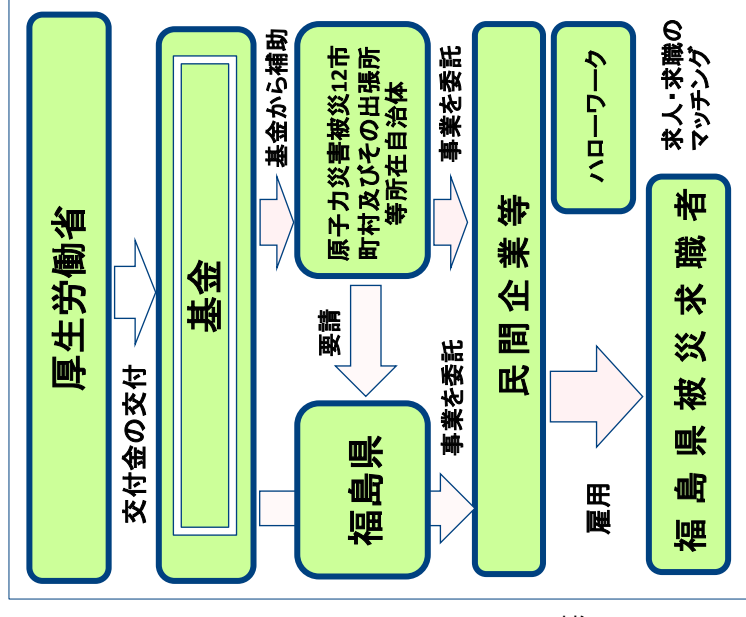 厚生労働省
交付金の交付
基金
基金から補助
原子力災害被災12市
町村及びその出張所
等所在自治体
要請
福島県
事業を委託
事業を委託
民間企業等
ハローワーク
求人・求職の
マッチング
雇用
福島県被災求職者